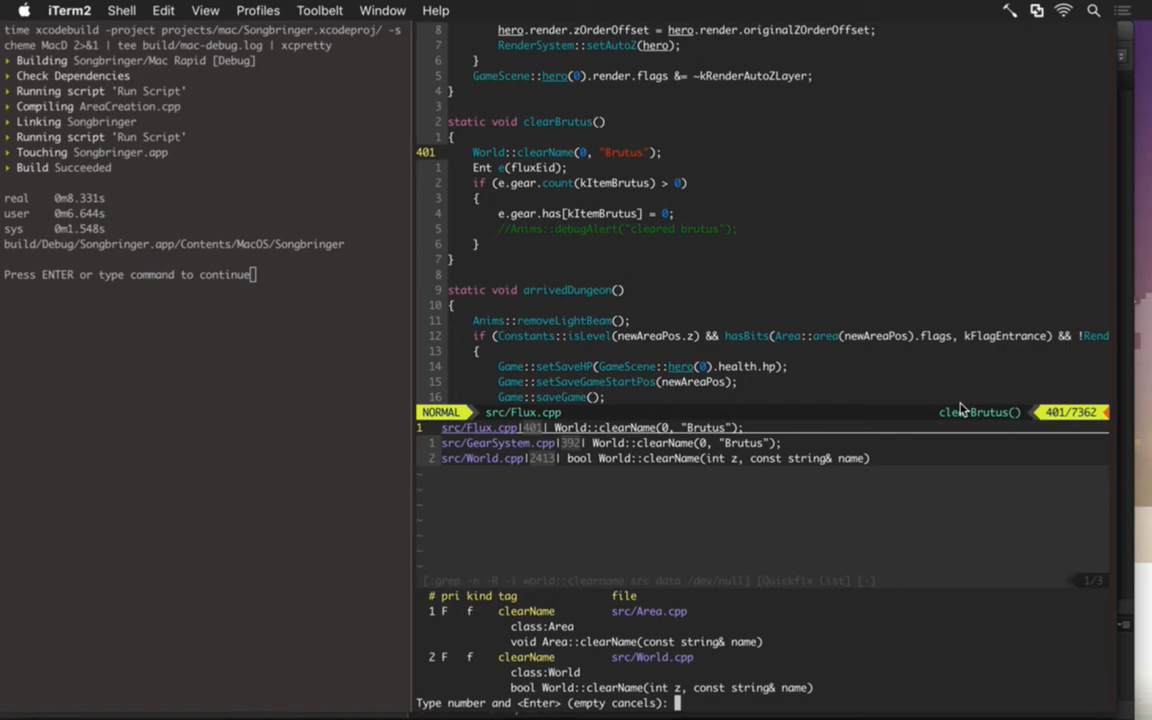 iTerm2 Shell Edit View Profiles Toolbelt Window Help
time xcodebuild -project projects/mac/Songbringer.xcodeproj/ -s
cheme MacD 2>&1 | tee build/mac-debug.log | xcpretty
› Building Songbringer/Mac Rapid [Debug]
› Check Dependencies
› Running script 'Run Script'
› Compiling AreaCreation.cpp
› Linking Songbringer
› Running script 'Run Script'
› Touching Songbringer.app
› Build Succeeded
real 0m8.331s
user 0m6.644s
sys 0m1.548s
build/Debug/Songbringer.app/Contents/MacOS/Songbringer
Press ENTER or type command to continue
8 hero.render.zOrderOffset = hero.render.originalZOrderOffset;
7 RenderSystem::setAutoZ(hero);
6 }
5 GameScene::hero(0).render.flags &= ~kRenderAutoZLayer;
4 }
3
2 static void clearBrutus()
1 {
401 World::clearName(0, "Brutus");
1 Ent e(fluxEid);
2 if (e.gear.count(kItemBrutus) > 0)
3 {
4 e.gear.has[kItemBrutus] = 0;
5 //Anims::debugAlert("cleared brutus");
6 }
7 }
8
9 static void arrivedDungeon()
10 {
11 Anims::removeLightBeam();
12 if (Constants::isLevel(newAreaPos.z) && hasBits(Area::area(newAreaPos).flags, kFlagEntrance) && !Rend
13 {
14 Game::setSaveHP(GameScene::hero(0).health.hp);
15 Game::setSaveGameStartPos(newAreaPos);
16 Game::saveGame();
NORMAL src/Flux.cpp clearBrutus() 401/7362
1 src/Flux.cpp|401| World::clearName(0, "Brutus");
1 src/GearSystem.cpp|392| World::clearName(0, "Brutus");
2 src/World.cpp|2413| bool World::clearName(int z, const string& name)
~
~
~
~
~
~
[:grep -n -R -i world::clearname src data /dev/null] [Quickfix List] [-] 1/3
# pri kind tag file
1 F f clearName src/Area.cpp
class:Area
void Area::clearName(const string& name)
2 F f clearName src/World.cpp
class:World
bool World::clearName(int z, const string& name)
Type number and <Enter> (empty cancels):